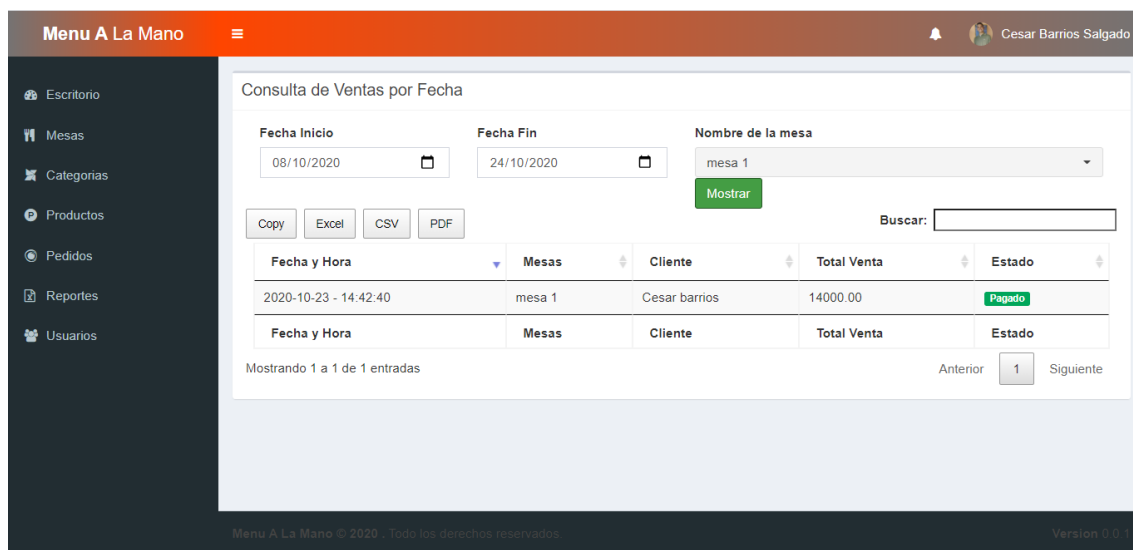 Menu A La Mano
Cesar Barrios Salgado
Escritorio
Mesas
Categorias
Productos
Pedidos
Reportes
Usuarios
Consulta de Ventas por Fecha
Fecha Inicio Fecha Fin Nombre de la mesa
08/10/2020 24/10/2020 mesa 1
Mostrar
Copy Excel CSV PDF Buscar:
Fecha y Hora Mesas Cliente Total Venta Estado
2020-10-23 - 14:42:40 mesa 1 Cesar barrios 14000.00 Pagado
Fecha y Hora Mesas Cliente Total Venta Estado
Mostrando 1 a 1 de 1 entradas Anterior 1 Siguiente
Menu A La Mano © 2020 . Todo los derechos reservados. Version 0.0.1